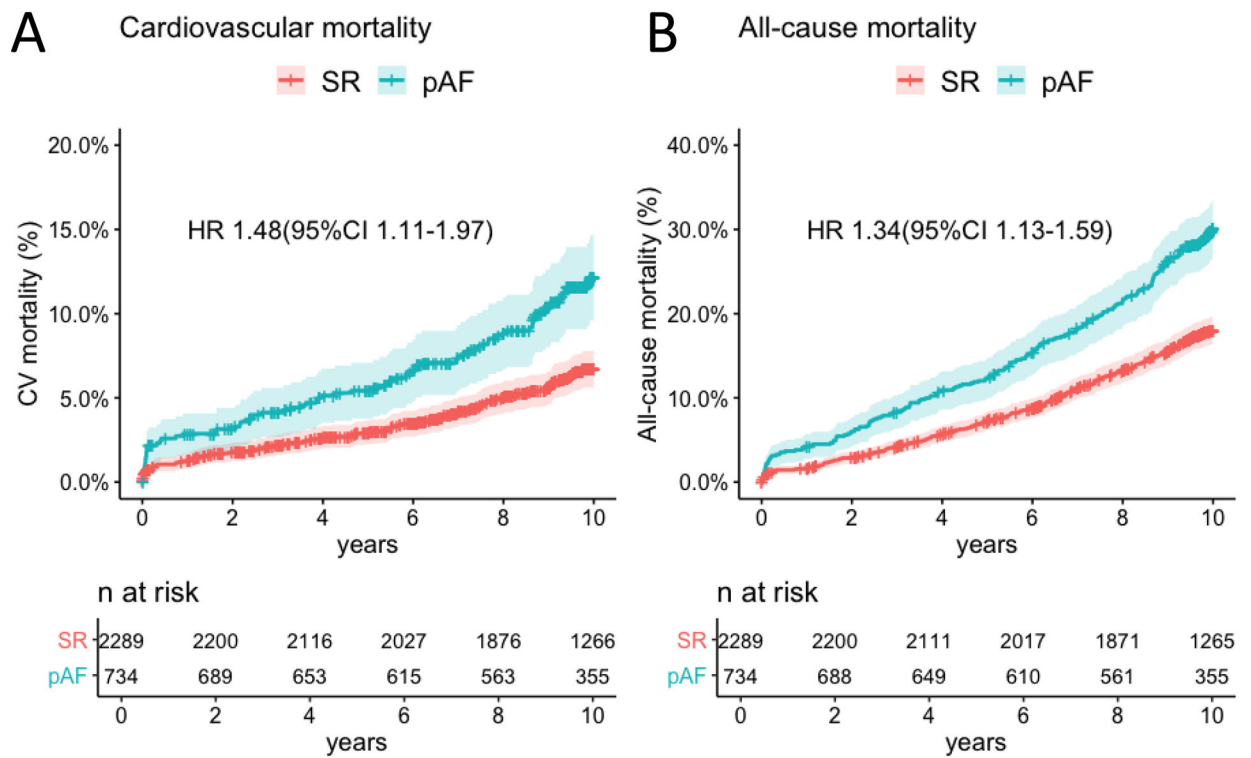 A Cardiovascular mortality
SR pAF
20.0%
15.0%
10.0%
5.0%
0.0%
CV mortality (%)
HR 1.48(95%CI 1.11-1.97)
0 2 4 6 8 10
years
n at risk
SR 2289 2200 2116 2027 1876 1266
pAF 734 689 653 615 563 355
0 2 4 6 8 10
years
B All-cause mortality
SR pAF
40.0%
30.0%
20.0%
10.0%
0.0%
All-cause mortality (%)
HR 1.34(95%CI 1.13-1.59)
0 2 4 6 8 10
years
n at risk
SR 2289 2200 2111 2017 1871 1265
pAF 734 688 649 610 561 355
0 2 4 6 8 10
years